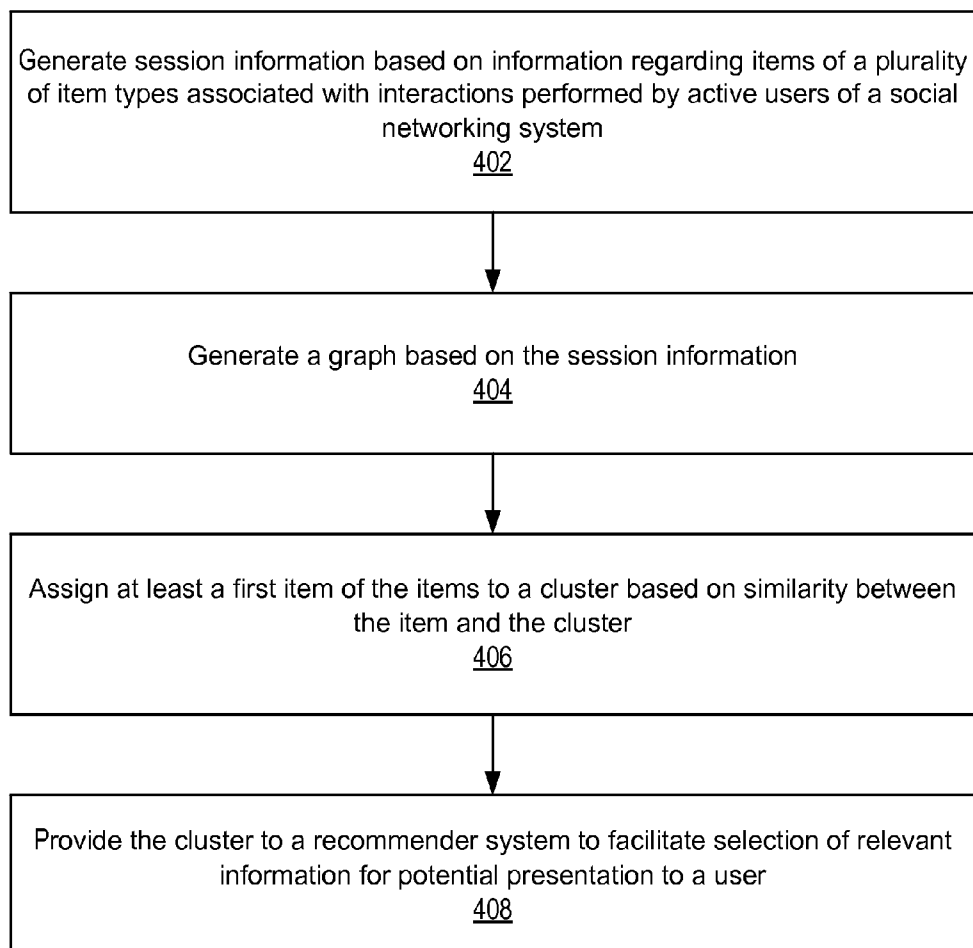 Generate session information based on information regarding items of a plurality
of item types associated with interactions performed by active users of a social
networking system
402
Generate a graph based on the session information
404
Assign at least a first item of the items to a cluster based on similarity between
the item and the cluster
406
Provide the cluster to a recommender system to facilitate selection of relevant
information for potential presentation to a user
408